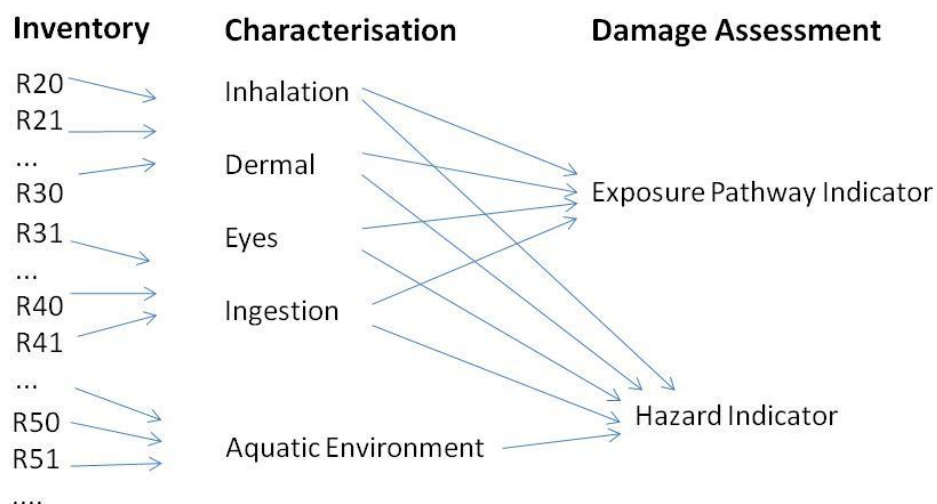 Inventory
Characterisation
Damage Assessment
R20
R21
...
R30
R31
...
R40
R41
...
R50
R51
....
Inhalation
Dermal
Eyes
Ingestion
Aquatic Environment
Exposure Pathway Indicator
Hazard Indicator